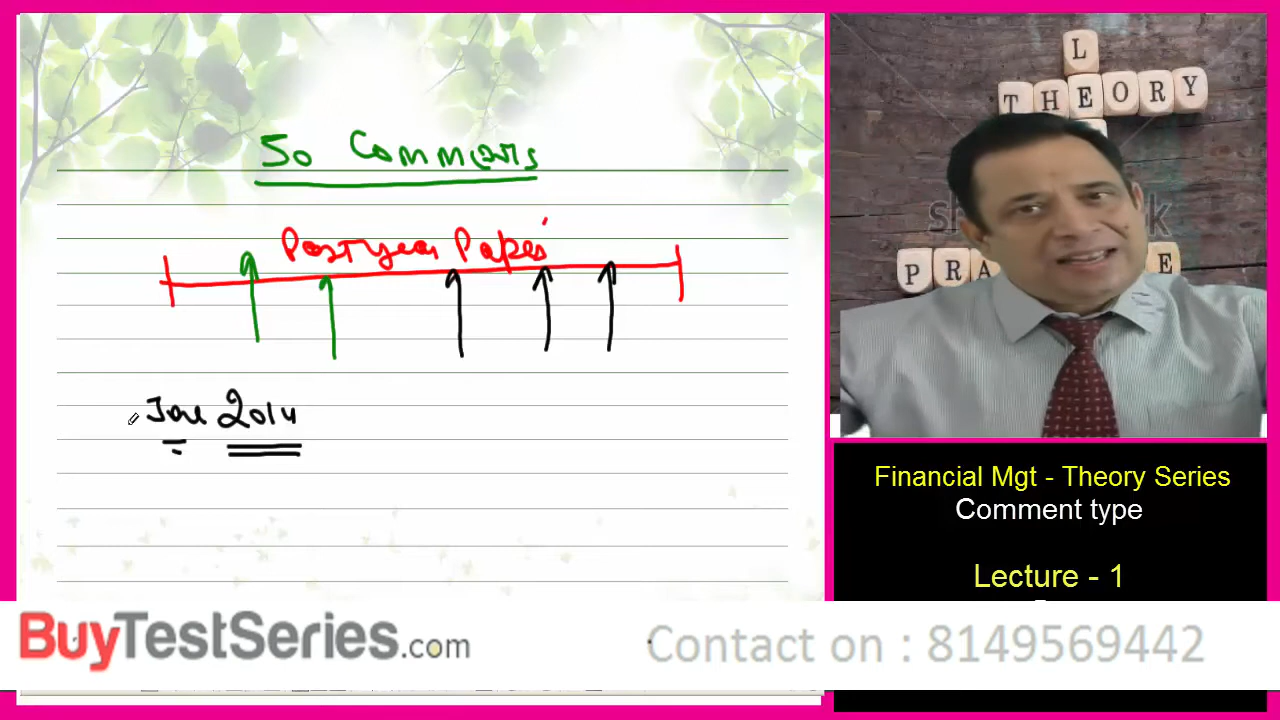 50 Comments
Past year Papers
June 2014
L
THEORY
PRA E
sh k
Financial Mgt - Theory Series
Comment type
Lecture - 1
BuyTestSeries.com
Contact on : 8149569442